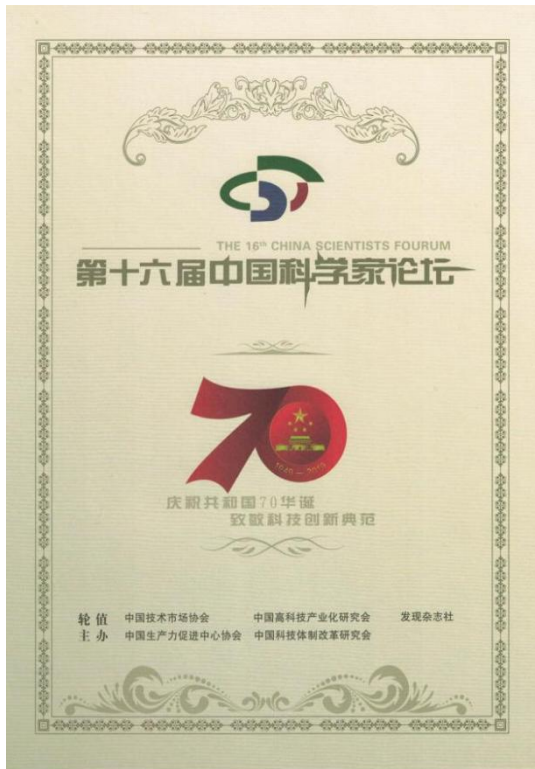 THE 16th CHINA SCIENTISTS FOURUM
第十六届中国科学家论坛
70
1949-2019
庆祝共和国70华诞
致敬科技创新典范
轮值 中国技术市场协会 中国高科技产业化研究会 发现杂志社
主办 中国生产力促进中心协会 中国科技体制改革研究会